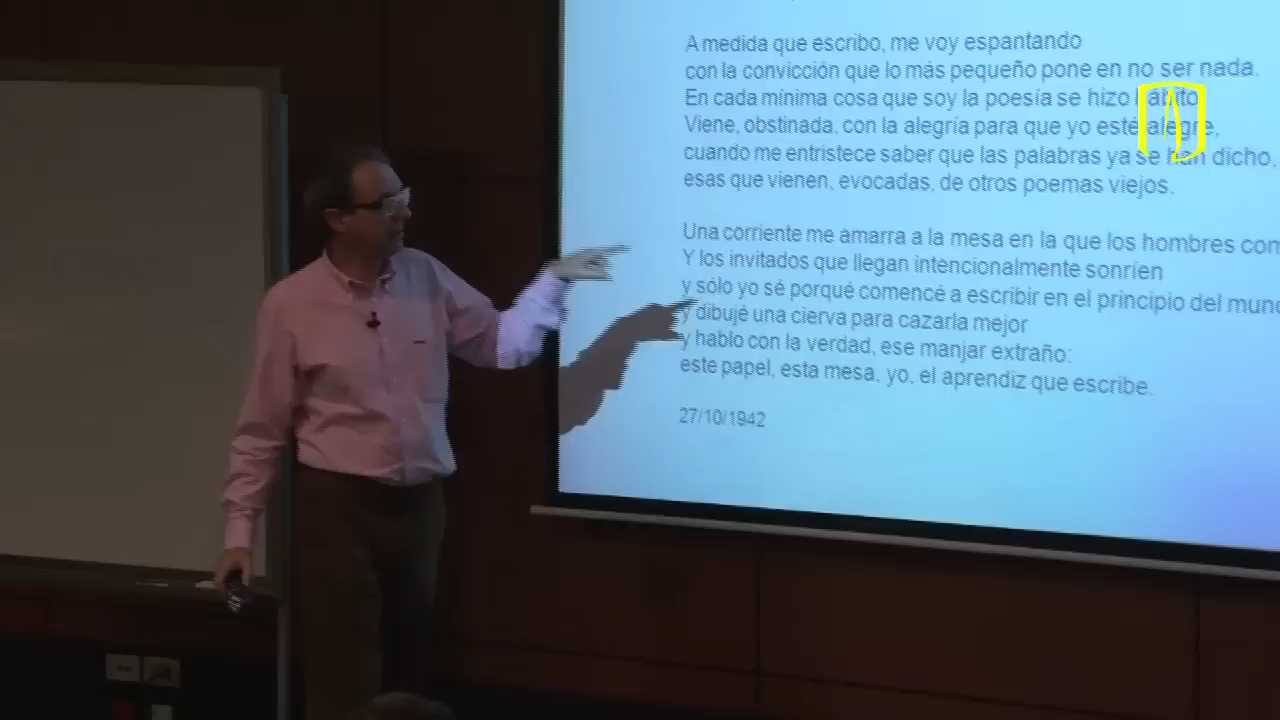 A medida que escribo, me voy espantando
con la convicción que lo más pequeño pone en no ser nada.
En cada mínima cosa que soy la poesía se hizo hábito
Viene, obstinada, con la alegría para que yo esté alegre,
cuando me entristece saber que las palabras ya se han dicho,
esas que vienen, evocadas, de otros poemas viejos.
Una corriente me amarra a la mesa en la que los hombres com
Y los invitados que llegan intencionalmente sonríen
y sólo yo sé porqué comencé a escribir en el principio del mund
y dibujé una cierva para cazarla mejor
y hablo con la verdad, ese manjar extraño:
este papel, esta mesa, yo, el aprendiz que escribe.
27/10/1942